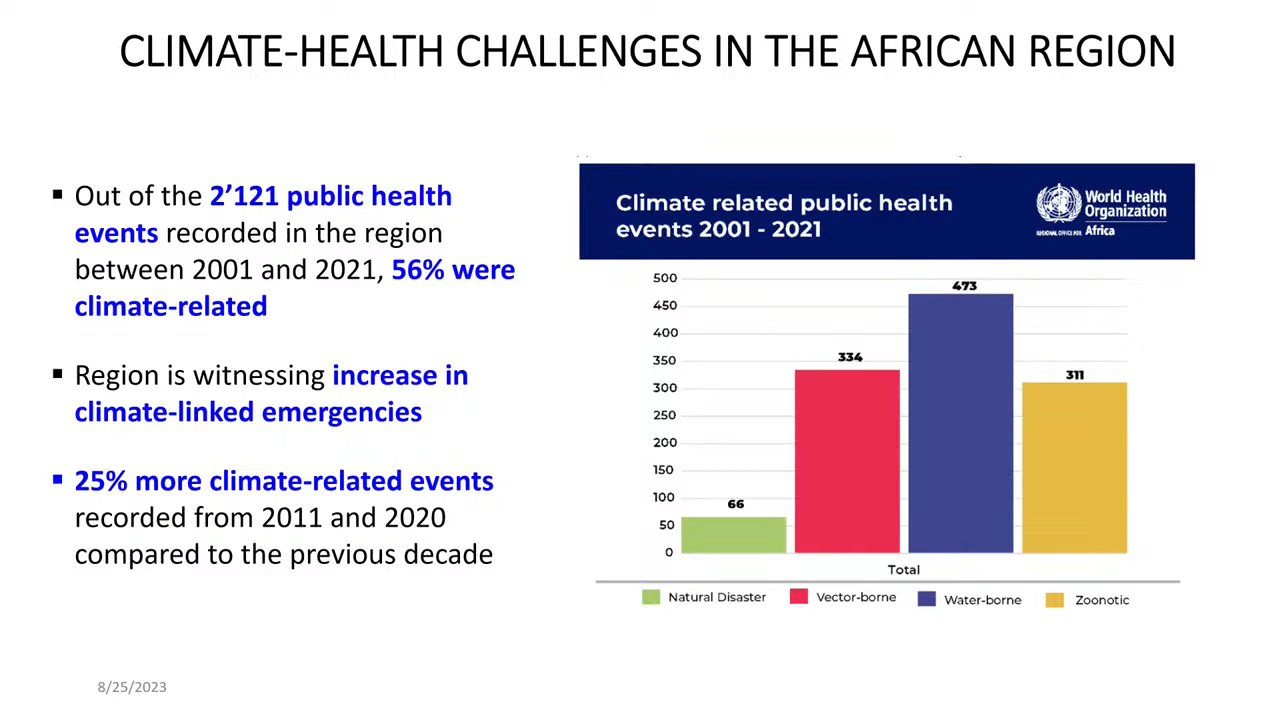 CLIMATE-HEALTH CHALLENGES IN THE AFRICAN REGION
▪ Out of the 2’121 public health
events recorded in the region
between 2001 and 2021, 56% were
climate-related
▪ Region is witnessing increase in
climate-linked emergencies
▪ 25% more climate-related events
recorded from 2011 and 2020
compared to the previous decade
Climate related public health
events 2001 - 2021
World Health
Organization
REGIONAL OFFICE FOR Africa
500
450
400
350
300
250
200
150
100
50
0
66
334
473
311
Total
Natural Disaster
Vector-borne
Water-borne
Zoonotic
8/25/2023